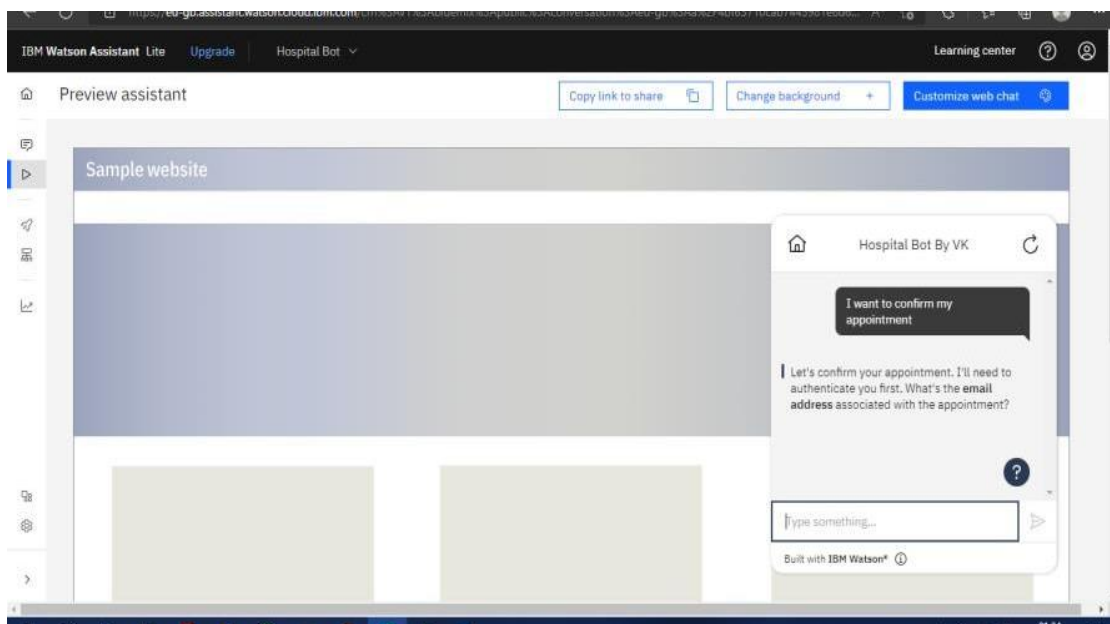 IBM Watson Assistant Lite Upgrade Hospital Bot Learning center
Preview assistant Copy link to share Change background + Customize web chat
Sample website
Hospital Bot By VK
I want to confirm my
appointment
Let's confirm your appointment. I'll need to
authenticate you first. What's the email
address associated with the appointment?
?
Type something...
Built with IBM Watson®